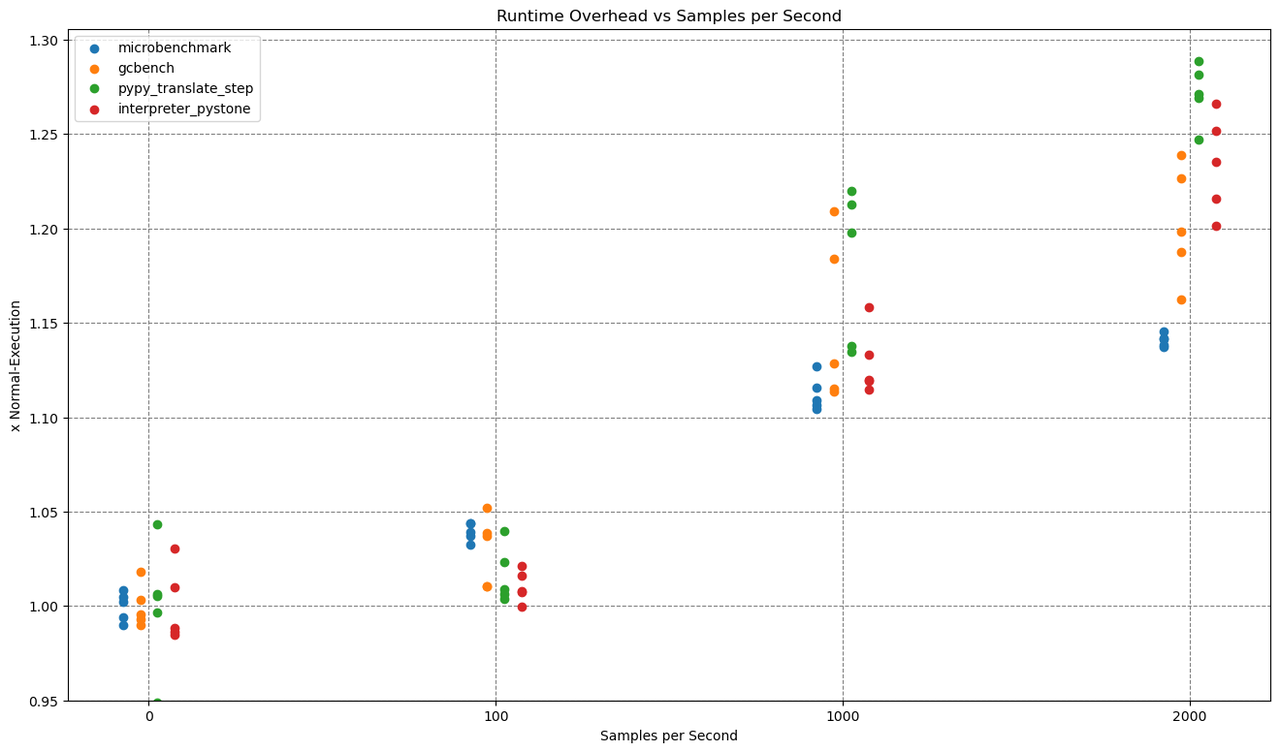 Runtime Overhead vs Samples per Second
microbenchmark
gcbench
pypy_translate_step
interpreter_pystone
1.30
1.25
1.20
1.15
1.10
1.05
1.00
0.95
x Normal-Execution
0 100 1000 2000
Samples per Second